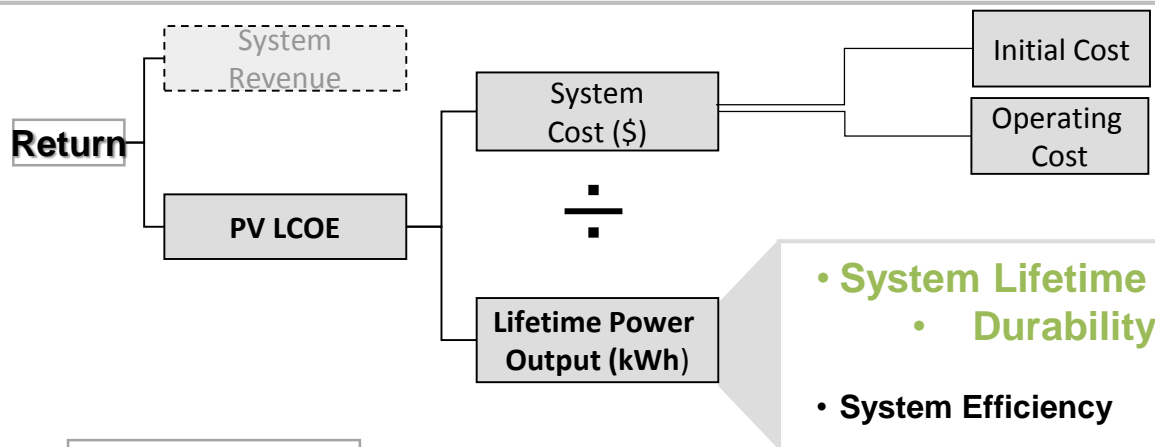 System
Revenue
Return
PV LCOE
System
Cost ($)
÷
Lifetime Power
Output (kWh)
Initial Cost
Operating
Cost
• System Lifetime
• Durability
• System Efficiency